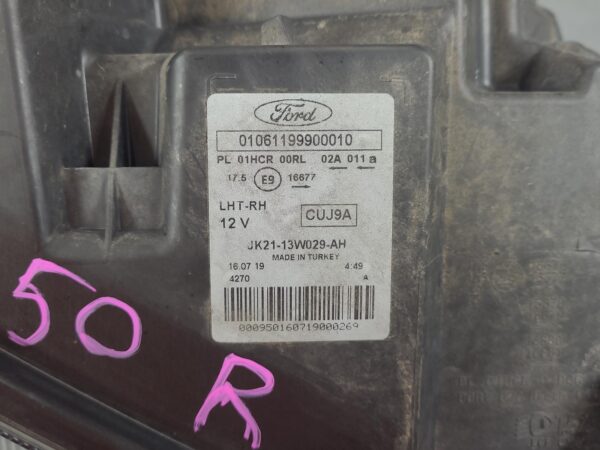 Ford
01061199900010
PL 01HCR 00RL 02A 011 a
17.5 E9 16677
LHT-RH
12 V CUJ9A
JK21-13W029-AH
MADE IN TURKEY
16.07.19 4:49
4270 A
000950160719000269
50 R